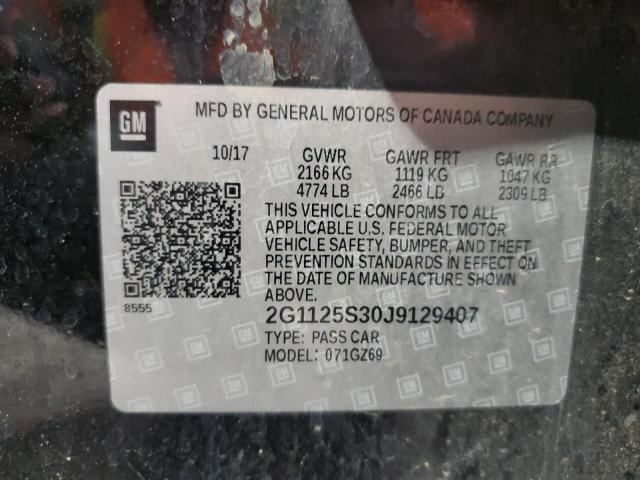 GM
MFD BY GENERAL MOTORS OF CANADA COMPANY
10/17 GVWR GAWR FRT GAWR RR
2166 KG 1119 KG 1047 KG
4774 LB 2466 LB 2309 LB
THIS VEHICLE CONFORMS TO ALL
APPLICABLE U.S. FEDERAL MOTOR
VEHICLE SAFETY, BUMPER, AND THEFT
PREVENTION STANDARDS IN EFFECT ON
THE DATE OF MANUFACTURE SHOWN
ABOVE.
8555
2G1125S30J9129407
TYPE: PASS CAR
MODEL: 071GZ69